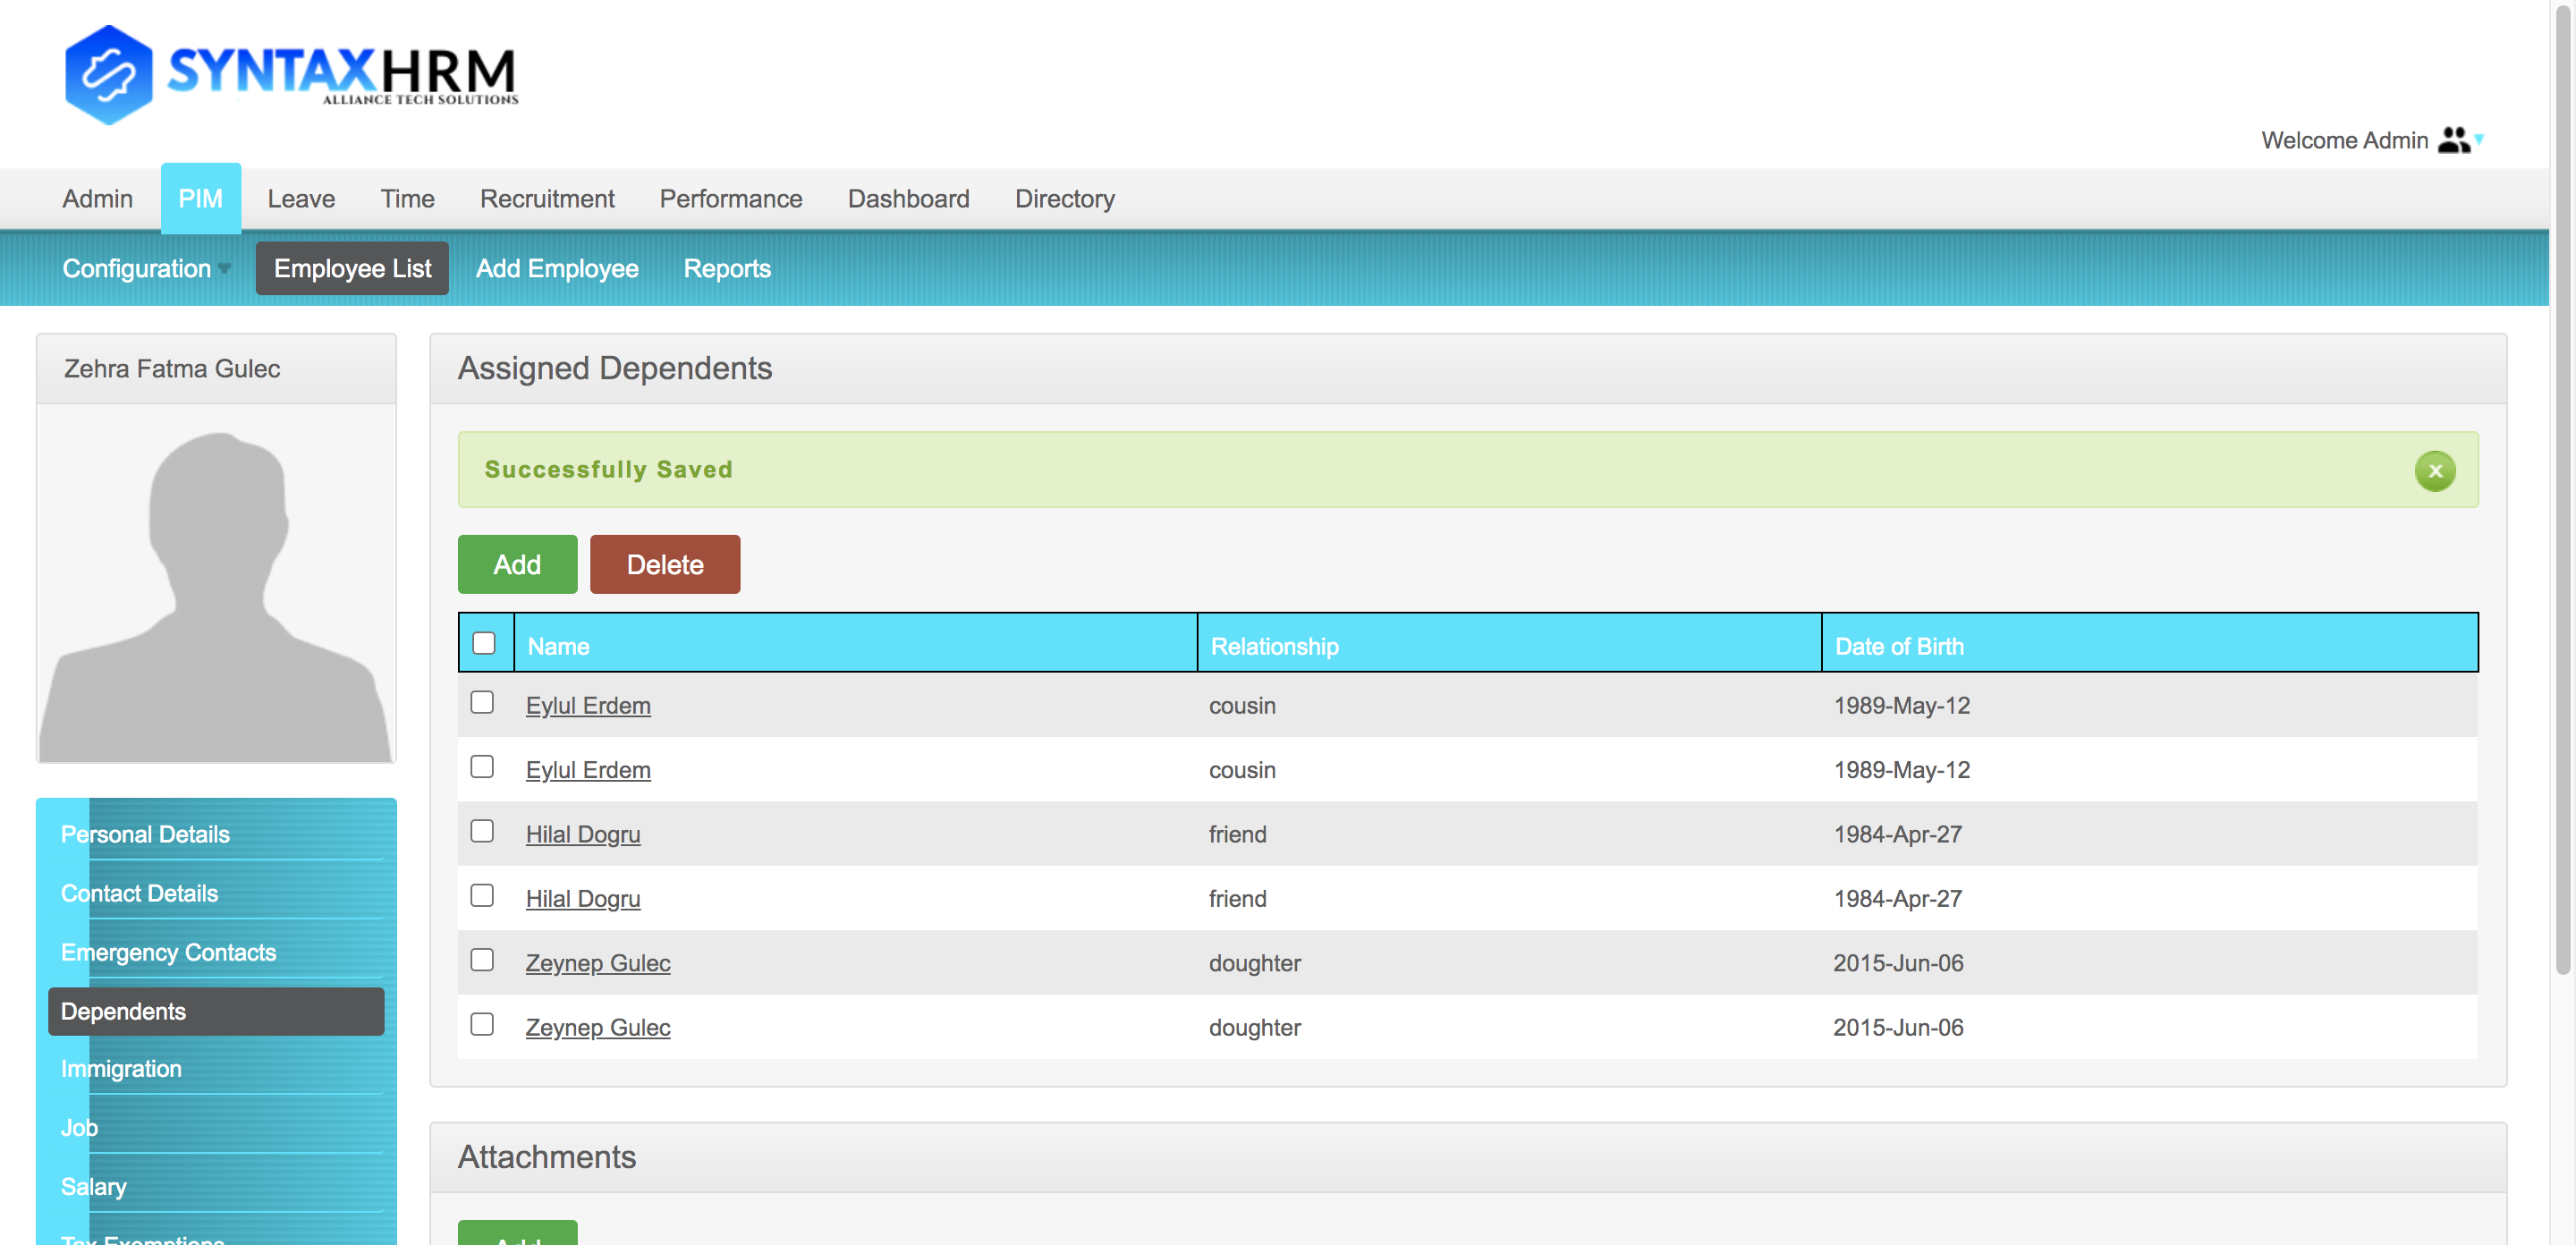 SYNTAXHRM
ALLIANCE TECH SOLUTIONS
Welcome Admin
Admin PIM Leave Time Recruitment Performance Dashboard Directory
Configuration Employee List Add Employee Reports
Zehra Fatma Gulec
Personal Details
Contact Details
Emergency Contacts
Dependents
Immigration
Job
Salary
Tax Exemptions
Assigned Dependents
Successfully Saved
x
Add Delete
Name Relationship Date of Birth
Eylul Erdem cousin 1989-May-12
Eylul Erdem cousin 1989-May-12
Hilal Dogru friend 1984-Apr-27
Hilal Dogru friend 1984-Apr-27
Zeynep Gulec doughter 2015-Jun-06
Zeynep Gulec doughter 2015-Jun-06
Attachments
Add